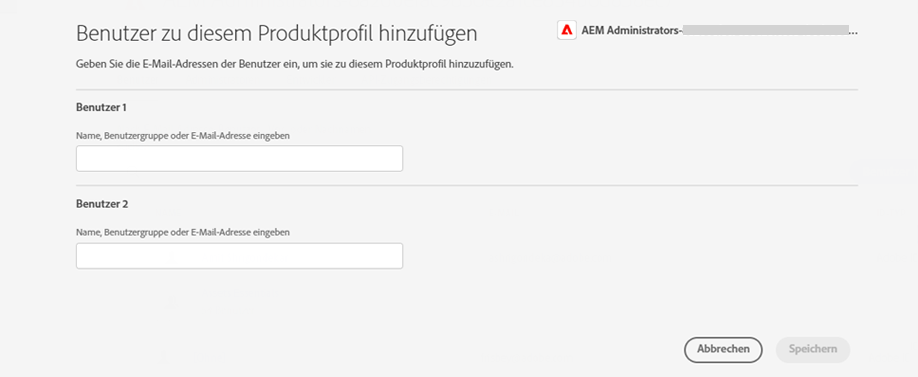 Benutzer zu diesem Produktprofil hinzufügen
AEM Administrators-...
Geben Sie die E-Mail-Adressen der Benutzer ein, um sie zu diesem Produktprofil hinzuzufügen.
Benutzer 1
Name, Benutzergruppe oder E-Mail-Adresse eingeben
Benutzer 2
Name, Benutzergruppe oder E-Mail-Adresse eingeben
Abbrechen
Speichern